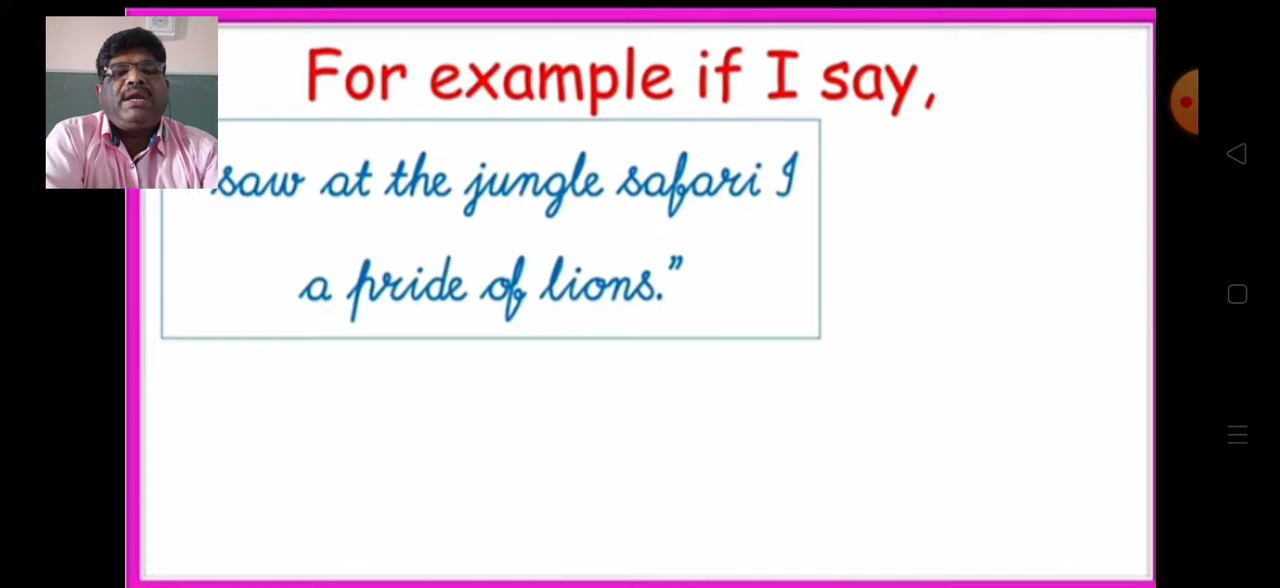 For example if I say,
saw at the jungle safari I
a pride of lions.”